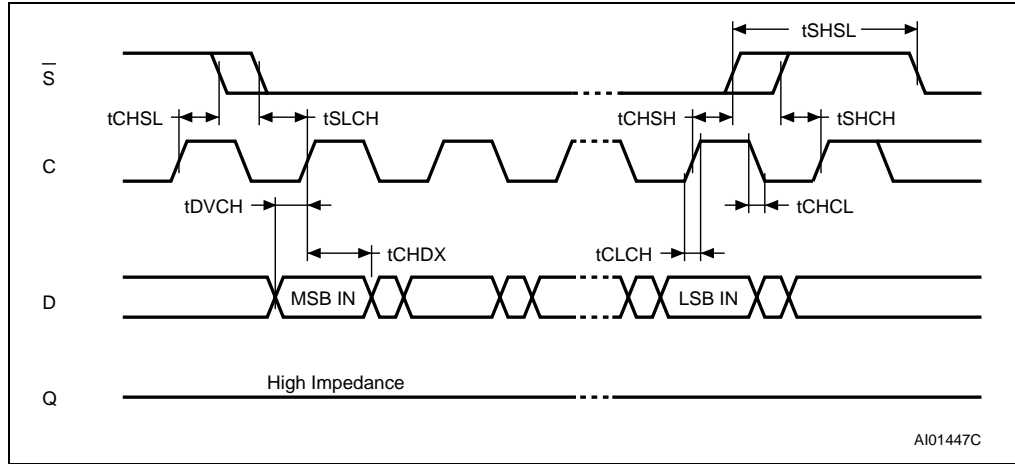 tSHSL
S
tCHSL
tSLCH
tCHSH
tSHCH
C
tDVCH
tCHCL
tCHDX
tCLCH
D
MSB IN
LSB IN
High Impedance
Q
AI01447C